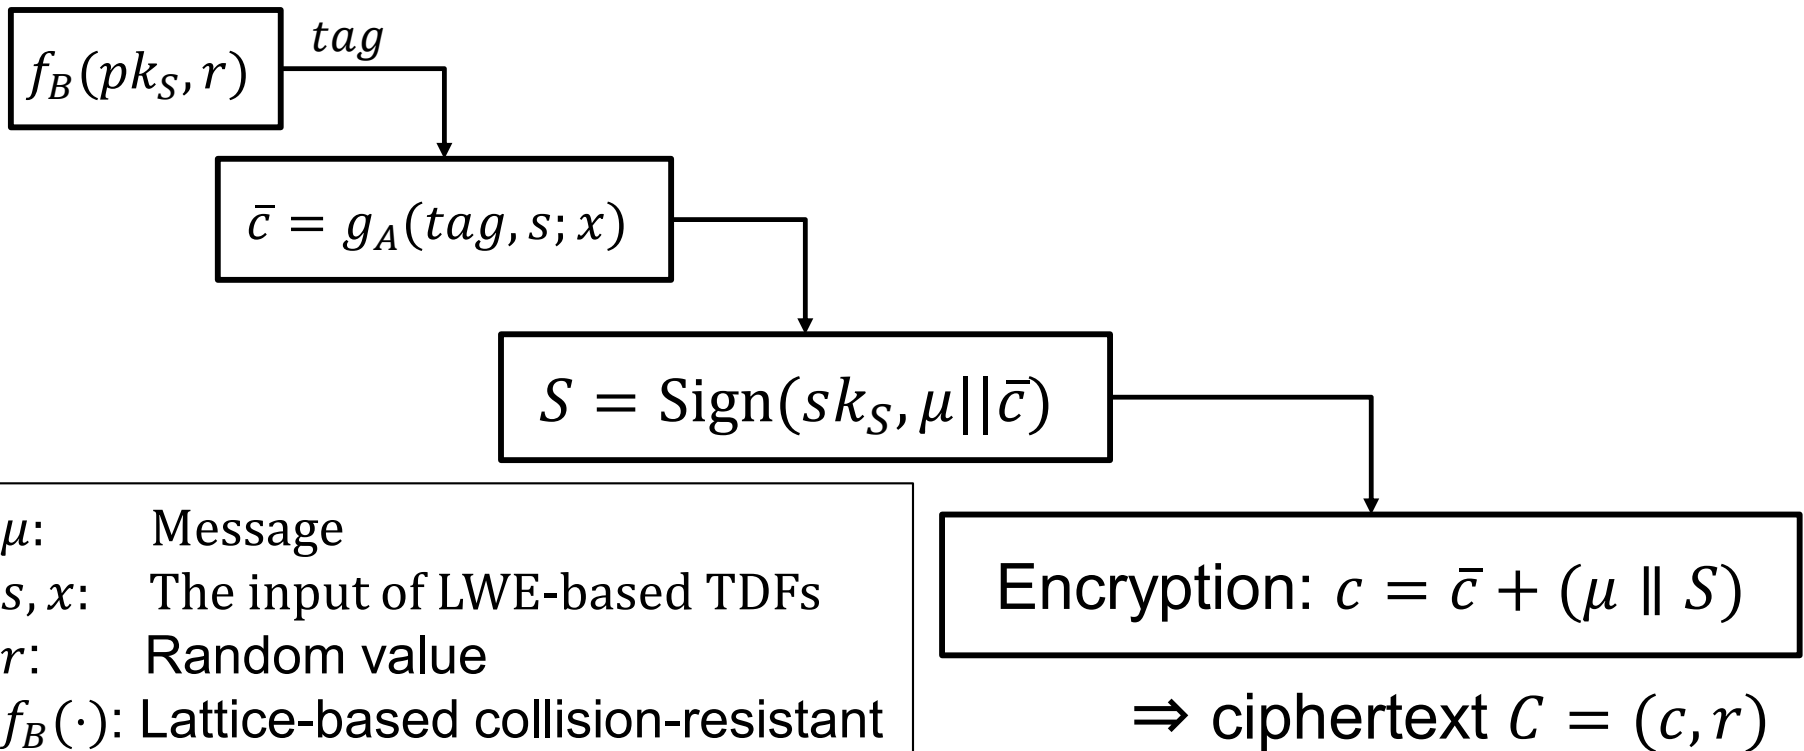 f_B(pk_S, r)
tag
c̄ = g_A(tag, s; x)
S = Sign(sk_S, μ||c̄)
Encryption: c = c̄ + (μ ∥ S)
⇒ ciphertext C = (c, r)
μ: Message
s, x: The input of LWE-based TDFs
r: Random value
f_B(·): Lattice-based collision-resistant